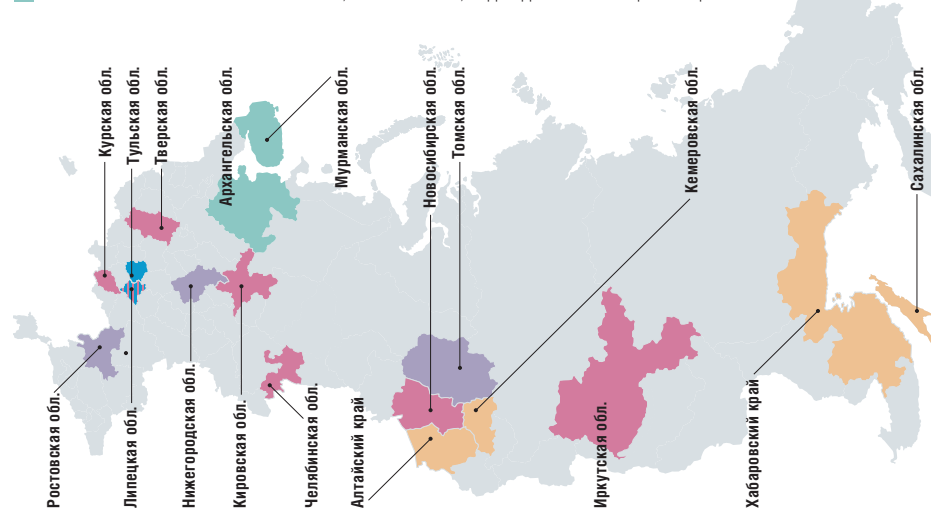 Курская обл.
Тульская обл.
Тверская обл.
Архангельская обл.
Мурманская обл.
Новосибирская обл.
Томская обл.
Кемеровская обл.
Сахалинская обл.
Ростовская обл.
Липецкая обл.
Нижегородская обл.
Кировская обл.
Челябинская обл.
Алтайский край
Иркутская обл.
Хабаровский край